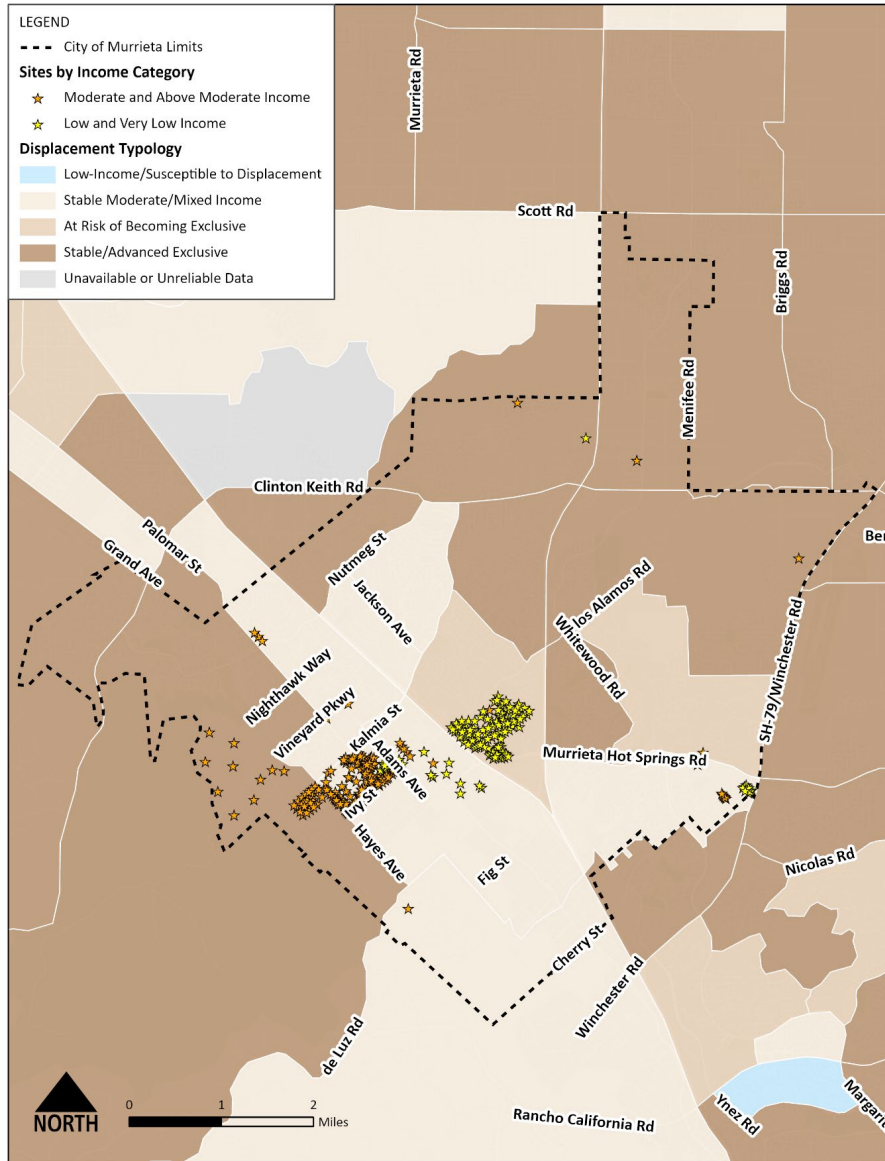 LEGEND
City of Murrieta Limits
Sites by Income Category
Moderate and Above Moderate Income
Low and Very Low Income
Displacement Typology
Low-Income/Susceptible to Displacement
Stable Moderate/Mixed Income
At Risk of Becoming Exclusive
Stable/Advanced Exclusive
Unavailable or Unreliable Data
Murrieta Rd
Scott Rd
Briggs Rd
Menifee Rd
Clinton Keith Rd
Palomar St
Grand Ave
Nutmeg St
Jackson Ave
Ber
los Alamos Rd
Whitewood Rd
SH-79/Winchester Rd
Nighthawk Way
Vineyard Pkwy
Kalmia St
Adams Ave
Murrieta Hot Springs Rd
Ivy St
Hayes Ave
Fig St
Nicolas Rd
Cherry St
Winchester Rd
de Luz Rd
Rancho California Rd
Ynez Rd
Margarit
NORTH
0 1 2
Miles